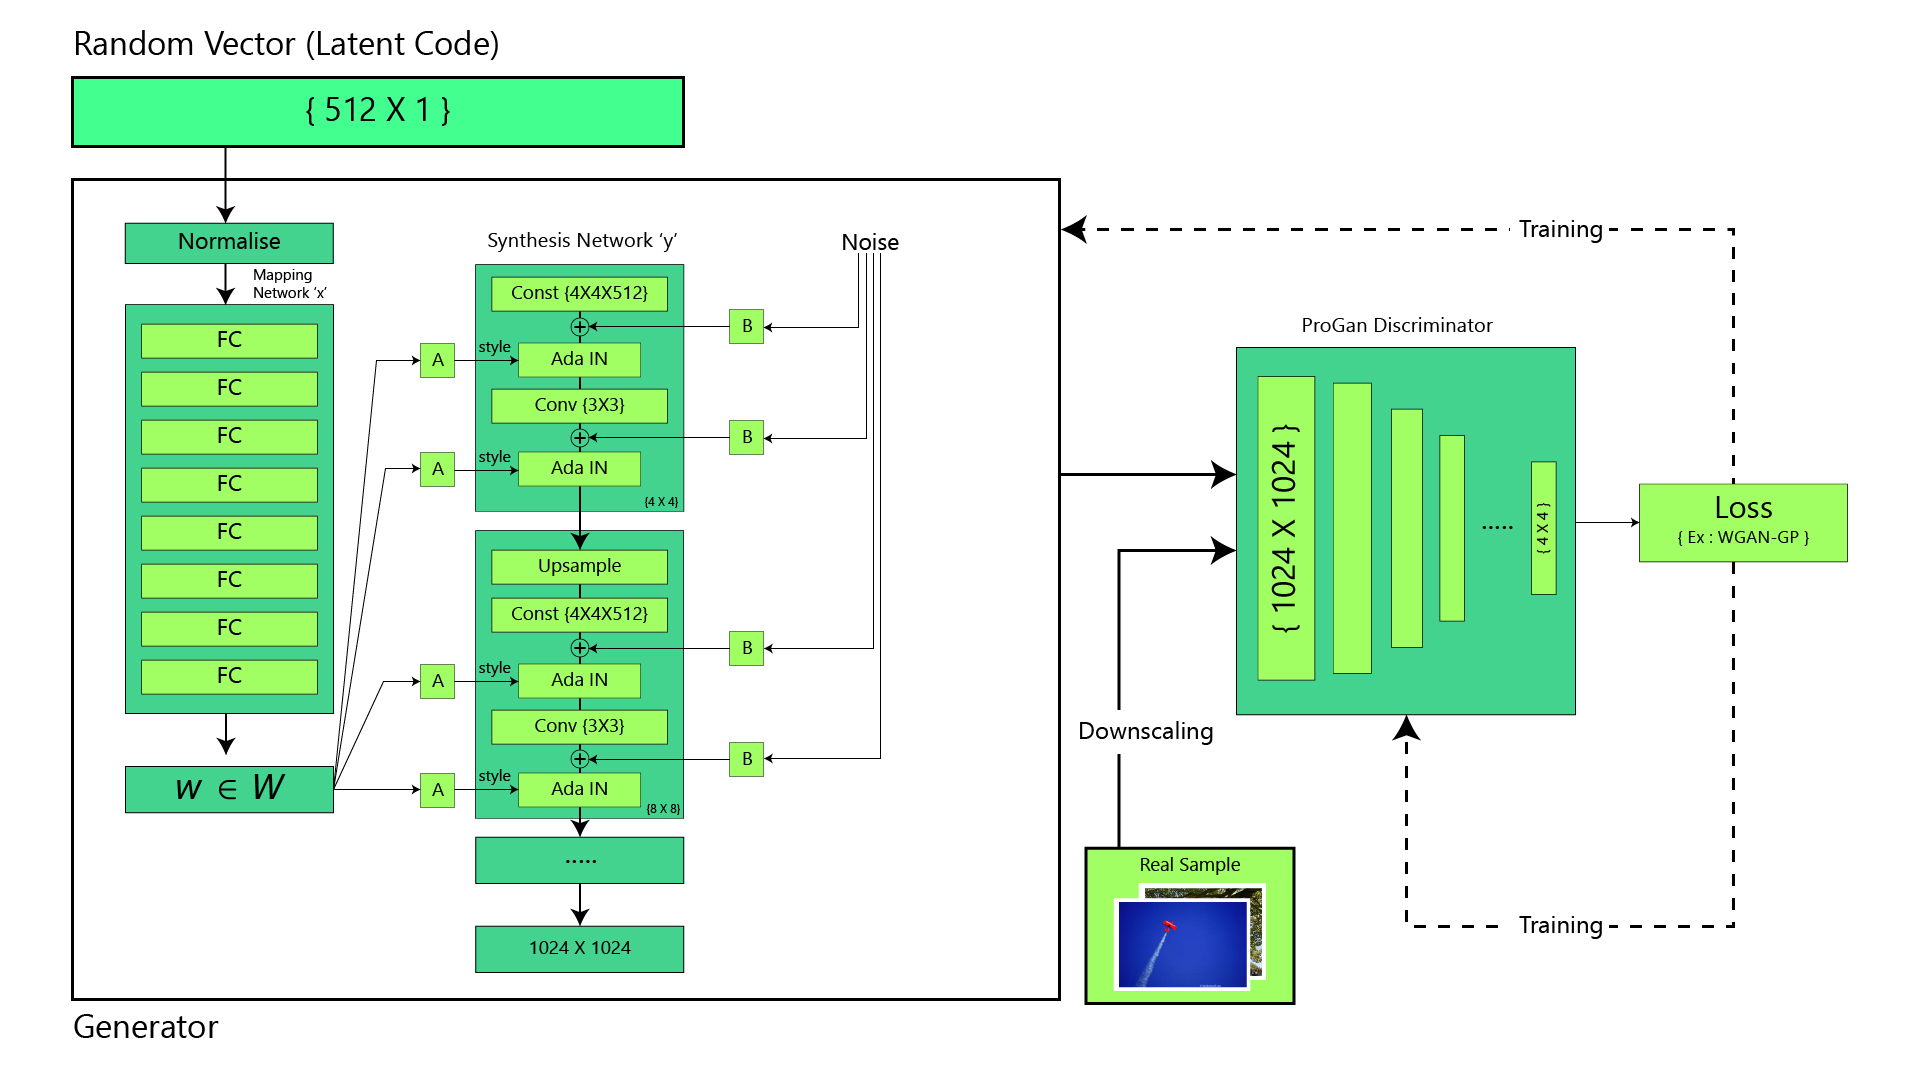 Random Vector (Latent Code)
{ 512 X 1 }
Normalise
Mapping
Network ‘x’
FC
FC
FC
FC
FC
FC
FC
FC
w ∈ W
A
A
A
A
style
style
style
style
Synthesis Network ‘y’
Const {4X4X512}
+
Ada IN
Conv {3X3}
+
Ada IN
{4 X 4}
Upsample
Const {4X4X512}
+
Ada IN
Conv {3X3}
+
Ada IN
{8 X 8}
.....
1024 X 1024
Noise
B
B
B
B
Generator
Downscaling
Real Sample
ProGan Discriminator
{ 1024 X 1024 }
.....
{ 4 X 4 }
Training
Loss
{ Ex : WGAN-GP }
Training